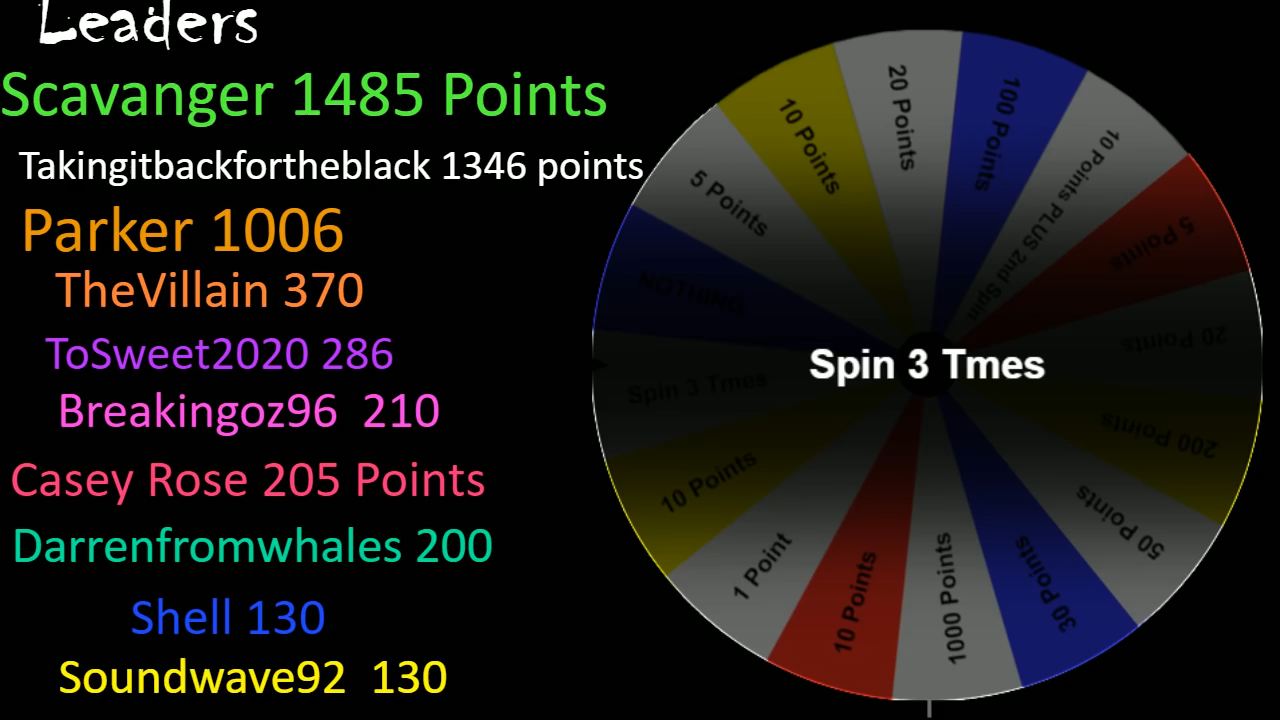 Leaders
Scavanger 1485 Points
Takingitbackfortheblack 1346 points
Parker 1006
TheVillain 370
ToSweet2020 286
Breakingoz96 210
Casey Rose 205 Points
Darrenfromwhales 200
Shell 130
Soundwave92 130
20 Points
100 Points
10 Points PLUS 2nd Spin
5 Points
20 Points
200 Points
50 Points
30 Points
1000 Points
10 Points
1 Point
10 Points
Spin 3 Tmes
NOTHING
5 Points
10 Points
Spin 3 Tmes